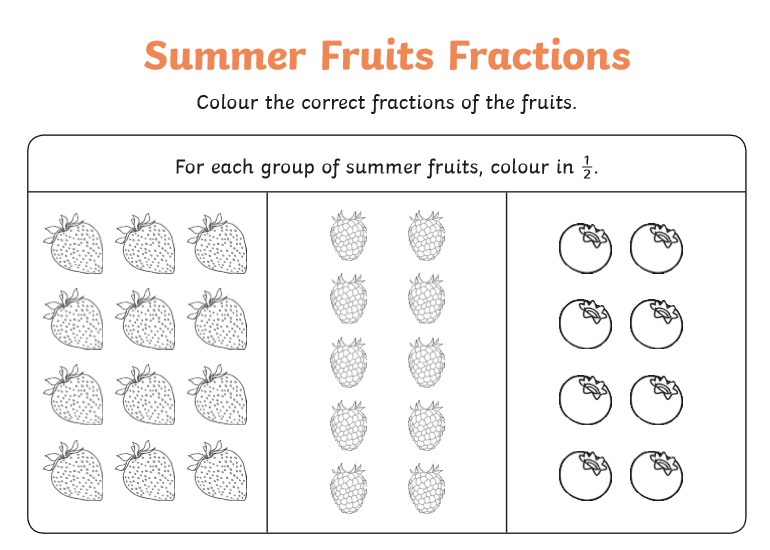 Summer Fruits Fractions
Colour the correct fractions of the fruits.
For each group of summer fruits, colour in 1/2.